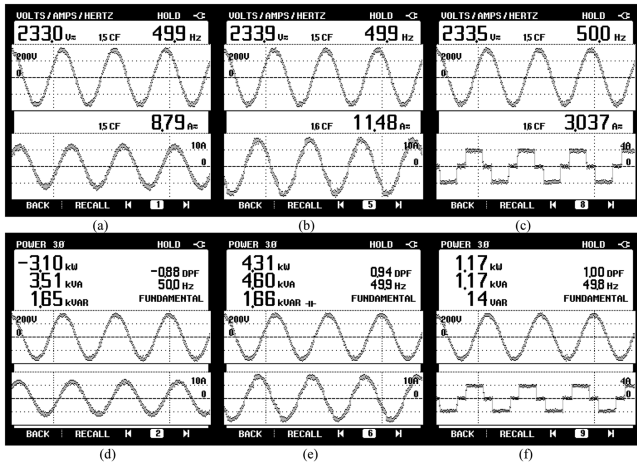 VOLTS/AMPS/HERTZ HOLD
233.0 V≂ 1.5 CF 49.9 Hz
200V
0
1.5 CF 8.79 A≂
10A
0
BACK RECALL 1
(a)
VOLTS/AMPS/HERTZ HOLD
233.9 V≂ 1.5 CF 49.9 Hz
200V
0
1.6 CF 11.48 A≂
10A
0
BACK RECALL 5
(b)
VOLTS/AMPS/HERTZ HOLD
233.5 V≂ 1.5 CF 50.0 Hz
200V
0
1.6 CF 3.037 A≂
4A
0
BACK RECALL 8
(c)
POWER 3.0 HOLD
-3.10 kW
3.51 kVA
1.65 kVAR
-0.88 DPF
50.0 Hz
FUNDAMENTAL
200V
0
10A
0
BACK RECALL 2
(d)
POWER 3.0 HOLD
4.31 kW
4.60 kVA
1.66 kVAR
0.94 DPF
49.9 Hz
FUNDAMENTAL
200V
0
10A
0
BACK RECALL 6
(e)
POWER 3.0 HOLD
1.17 kW
1.17 kVA
14 VAR
1.00 DPF
49.8 Hz
FUNDAMENTAL
200V
0
4A
0
BACK RECALL 9
(f)